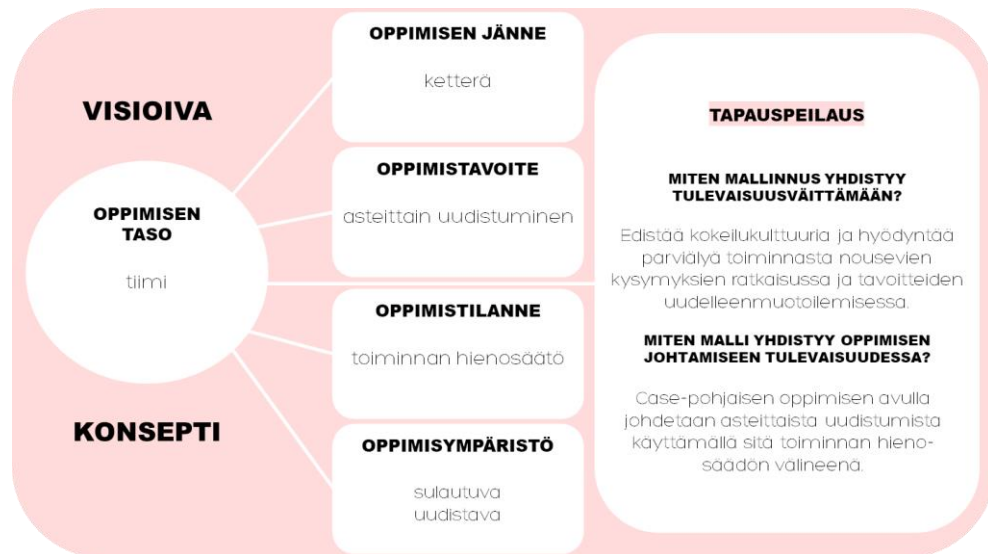 VISIOIVA
KONSEPTI
OPPIMISEN
TASO
tiimi
OPPIMISEN JÄNNE
ketterä
OPPIMISTAVOITE
asteittain uudistuminen
OPPIMISTILANNE
toiminnan hienosäätö
OPPIMISYMPÄRISTÖ
sulautuva
uudistava
TAPAUSPEILAUS
MITEN MALLINNUS YHDISTYY
TULEVAISUUSVÄITTÄMÄÄN?
Edistää kokeilukulttuuria ja hyödyntää
parviälyä toiminnasta nousevien
kysymyksien ratkaisussa ja tavoitteiden
uudelleenmuotoilemisessa.
MITEN MALLI YHDISTYY OPPIMISEN
JOHTAMISEEN TULEVAISUUDESSA?
Case-pohjaisen oppimisen avulla
johdetaan asteittaista uudistumista
käyttämällä sitä toiminnan hieno-
säädön välineenä.